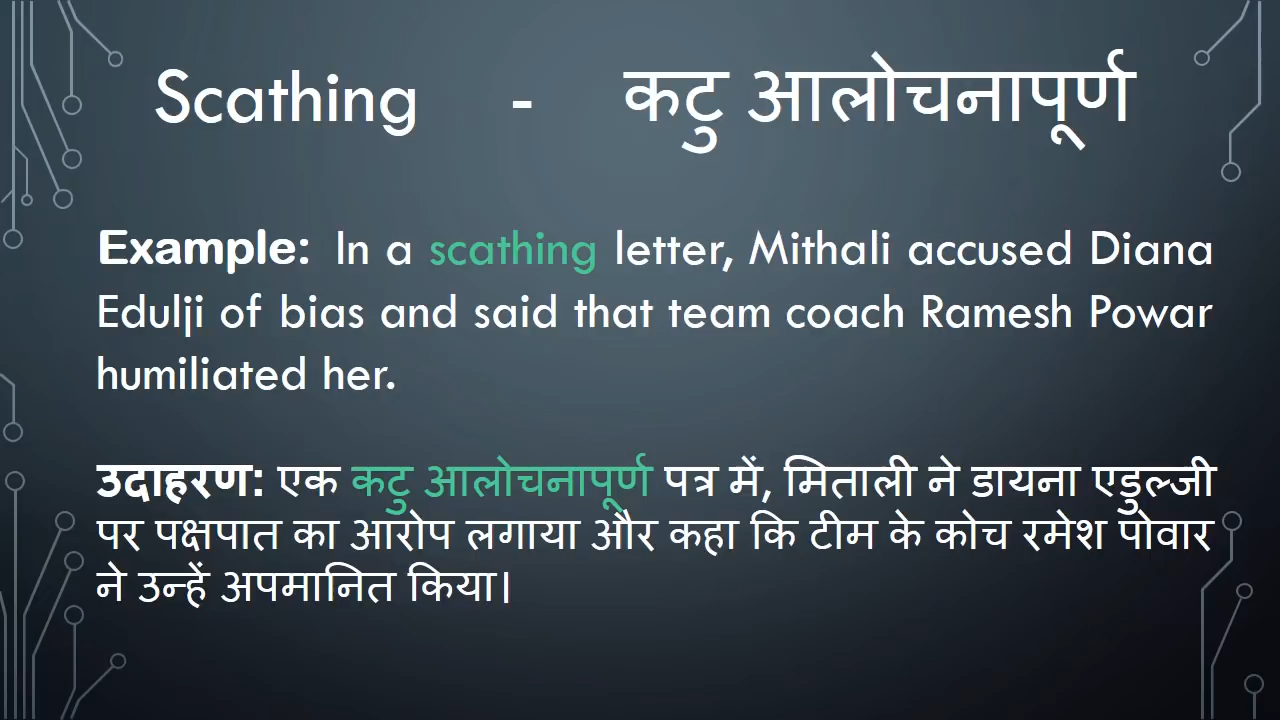 Scathing - कटु आलोचनापूर्ण
Example: In a scathing letter, Mithali accused Diana
Edulji of bias and said that team coach Ramesh Powar
humiliated her.
उदाहरण: एक कटु आलोचनापूर्ण पत्र में, मिताली ने डायना एडुल्जी
पर पक्षपात का आरोप लगाया और कहा कि टीम के कोच रमेश पोवार
ने उन्हें अपमानित किया।